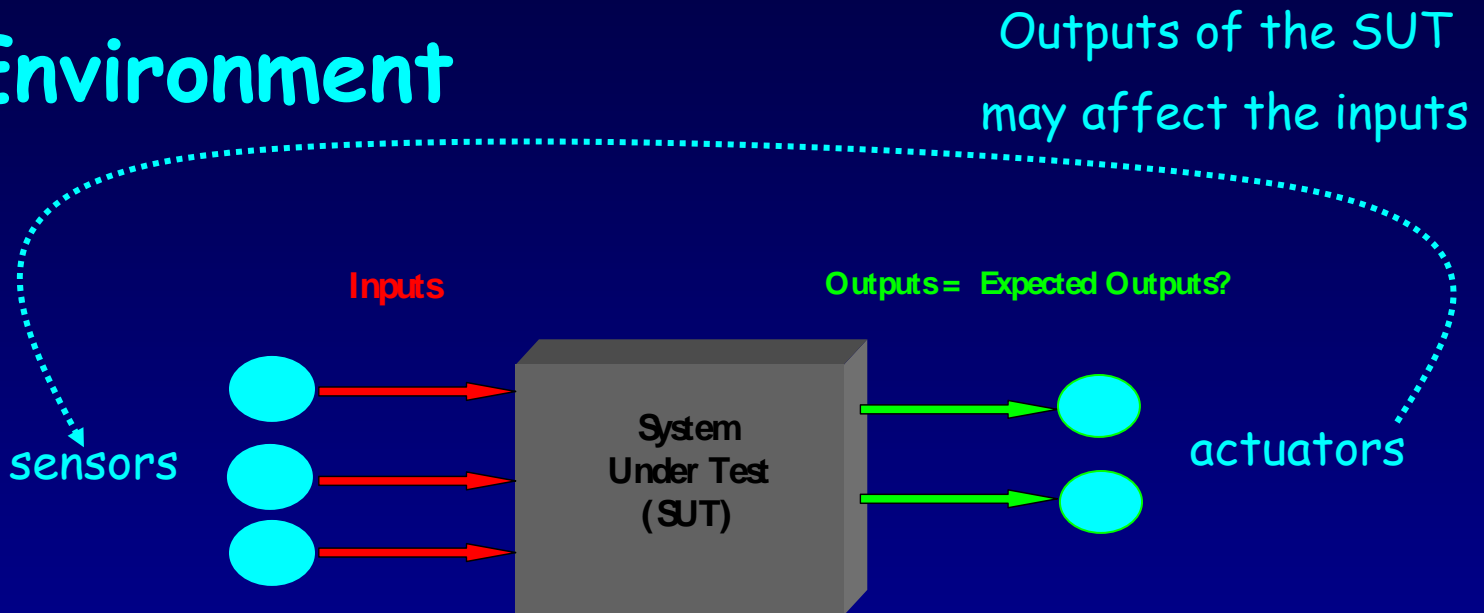 Environment
Outputs of the SUT
may affect the inputs
Inputs
Outputs = Expected Outputs?
sensors
System
Under Test
(SUT)
actuators